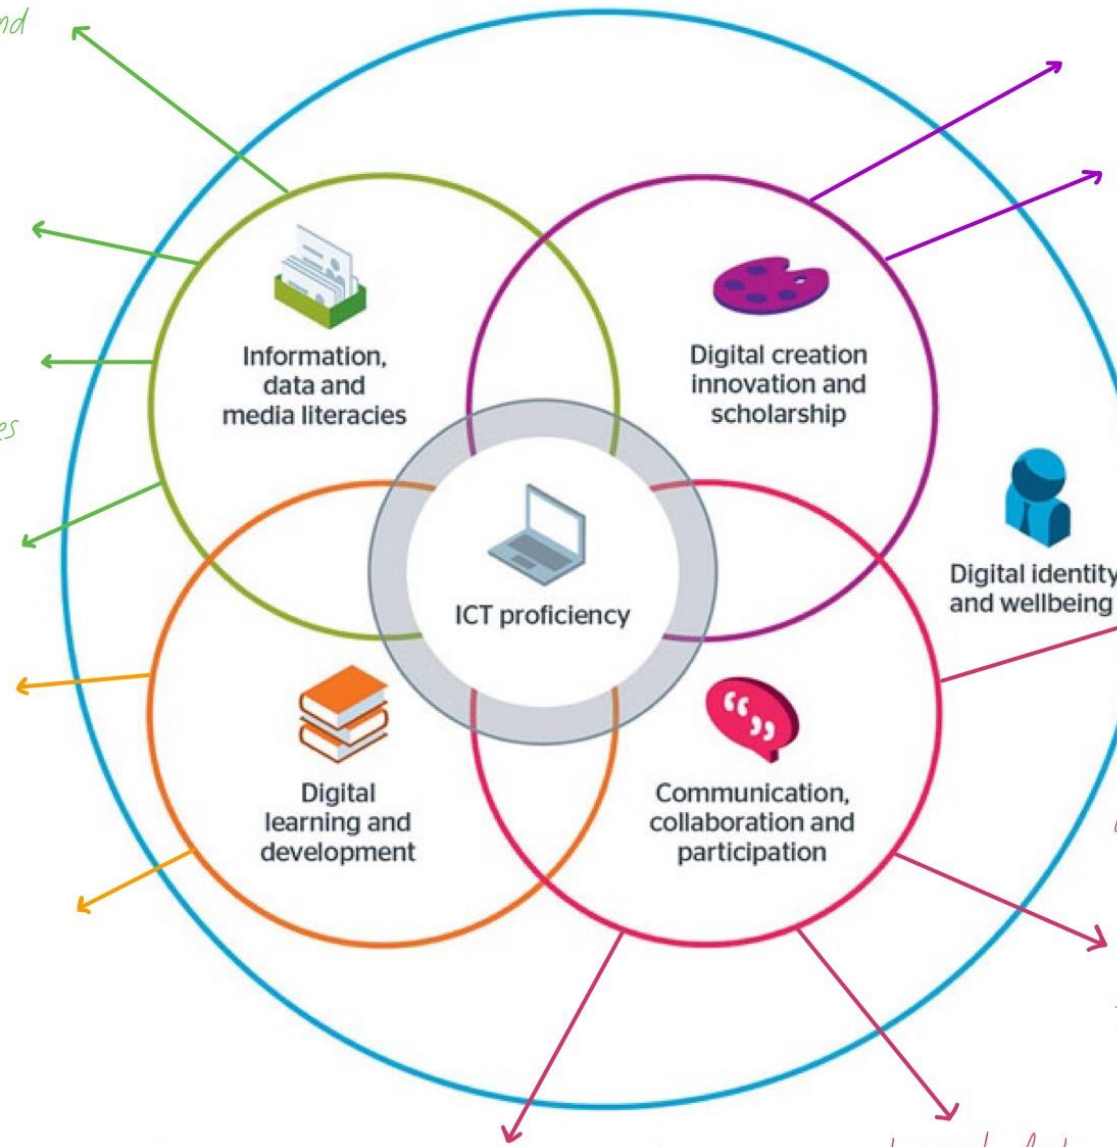 Information,
data and
media literacies
Digital creation
innovation and
scholarship
Digital identity
and wellbeing
ICT proficiency
Digital
learning and
development
Communication,
collaboration and
participation